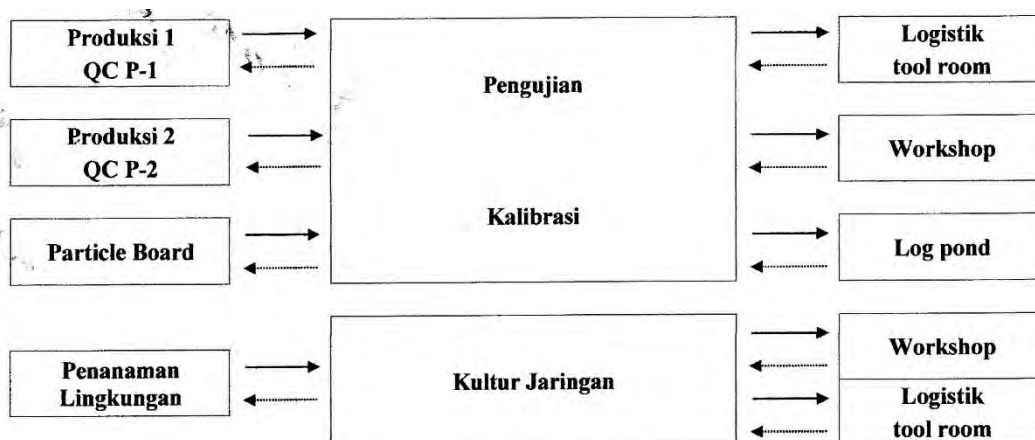 Produksi 1
QC P-1
Produksi 2
QC P-2
Particle Board
Penanaman
Lingkungan
Pengujian
Kalibrasi
Kultur Jaringan
Logistik
tool room
Workshop
Log pond
Workshop
Logistik
tool room